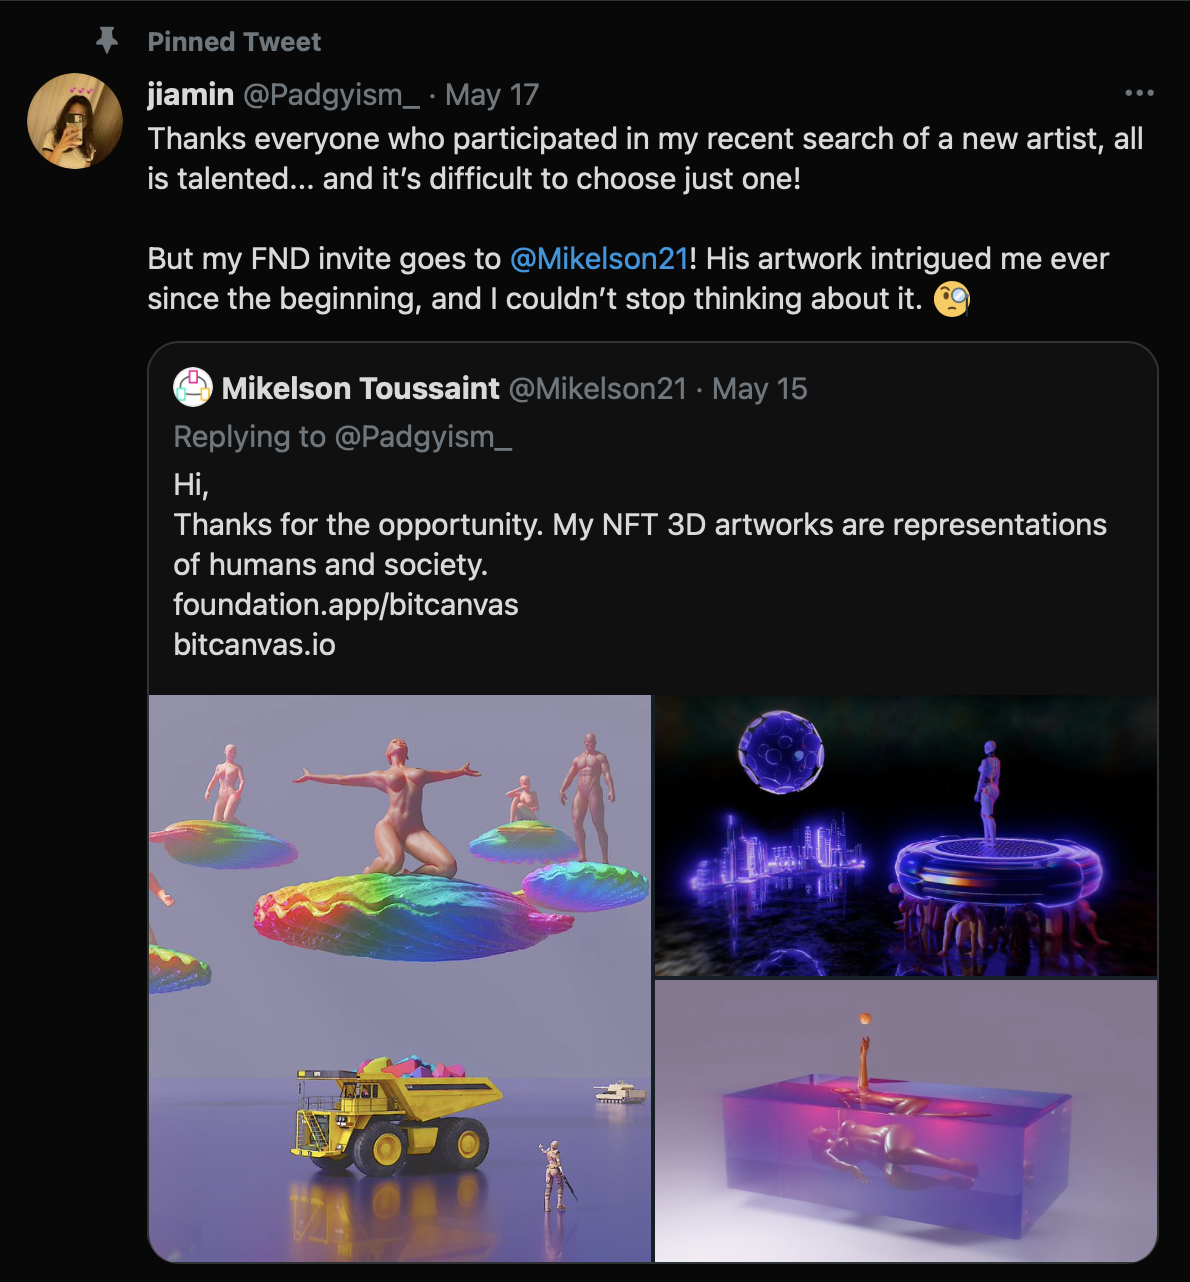 Pinned Tweet
jiamin @Padgyism_ · May 17
Thanks everyone who participated in my recent search of a new artist, all
is talented... and it’s difficult to choose just one!
But my FND invite goes to @Mikelson21! His artwork intrigued me ever
since the beginning, and I couldn’t stop thinking about it. 🧐
Mikelson Toussaint @Mikelson21 · May 15
Replying to @Padgyism_
Hi,
Thanks for the opportunity. My NFT 3D artworks are representations
of humans and society.
foundation.app/bitcanvas
bitcanvas.io